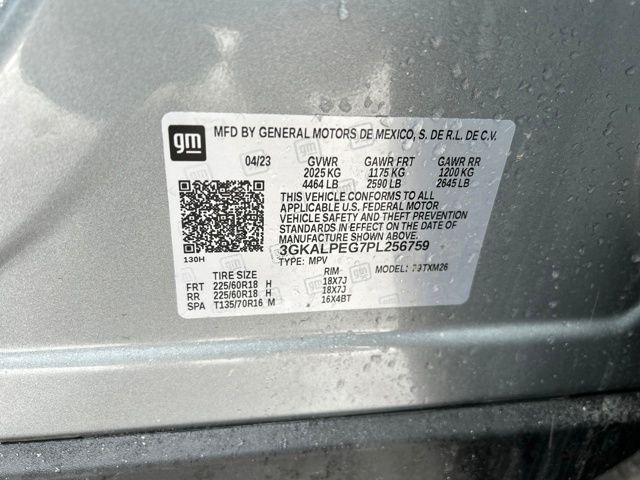 gm
MFD BY GENERAL MOTORS DE MEXICO, S. DE R.L. DE C.V.
04/23 GVWR GAWR FRT GAWR RR
2025 KG 1175 KG 1200 KG
4464 LB 2590 LB 2645 LB
THIS VEHICLE CONFORMS TO ALL
APPLICABLE U.S. FEDERAL MOTOR
VEHICLE SAFETY AND THEFT PREVENTION
STANDARDS IN EFFECT ON THE DATE OF
MANUFACTURE SHOWN ABOVE.
3GKALPEG7PL256759
130H TYPE: MPV MODEL: TXM26
TIRE SIZE RIM
FRT 225/60R18 H 18X7J
RR 225/60R18 H 18X7J
SPA T135/70R16 M 16X4BT